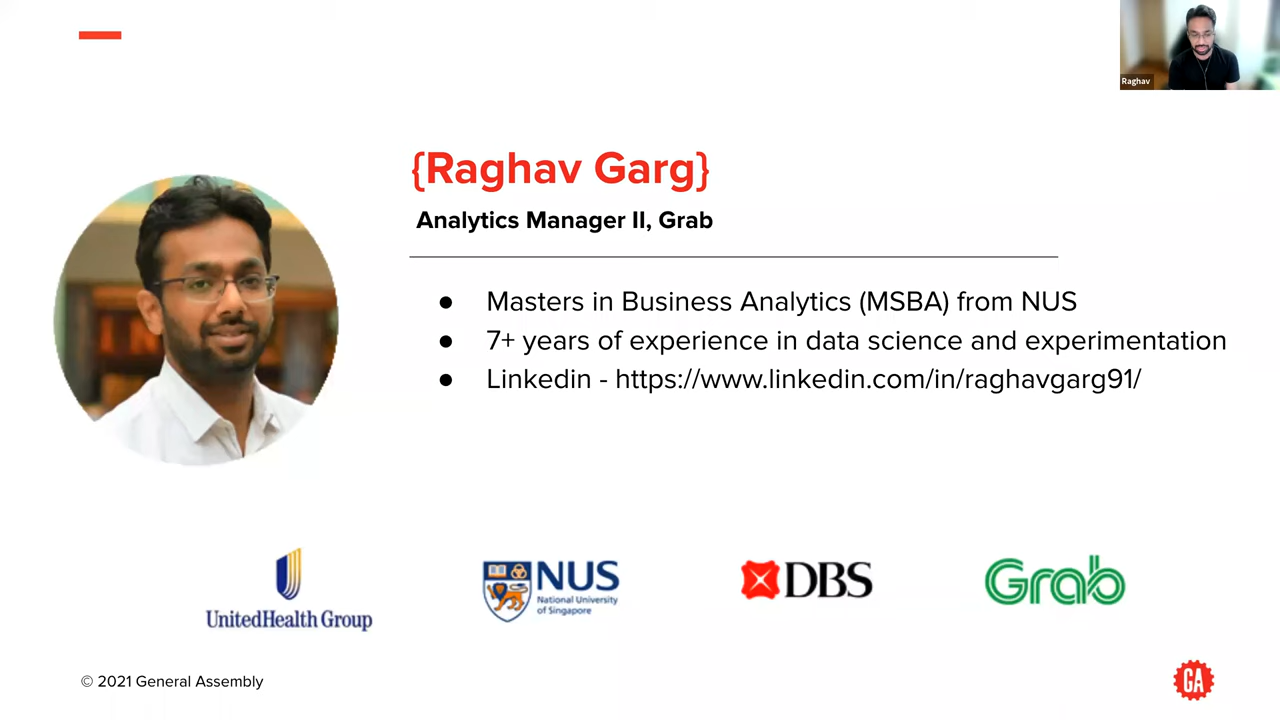 Raghav
{Raghav Garg}
Analytics Manager II, Grab
● Masters in Business Analytics (MSBA) from NUS
● 7+ years of experience in data science and experimentation
● Linkedin - https://www.linkedin.com/in/raghavgarg91/
UnitedHealth Group
NUS
National University
of Singapore
DBS
Grab
© 2021 General Assembly
GA